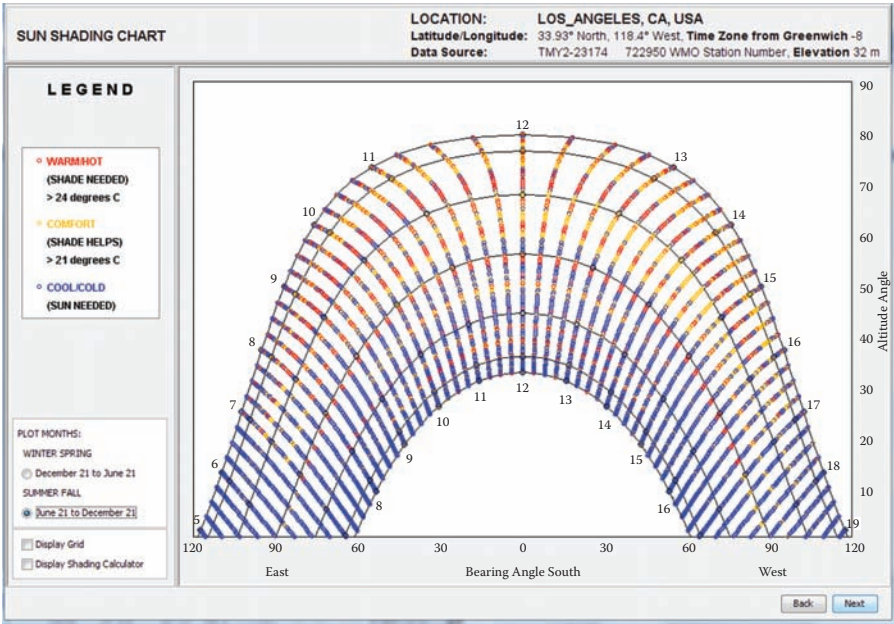 SUN SHADING CHART
LOCATION: LOS_ANGELES, CA, USA
Latitude/Longitude: 33.93° North, 118.4° West, Time Zone from Greenwich -8
Data Source: TMY2-23174 722950 WMO Station Number, Elevation 32 m
LEGEND
WARM/HOT
(SHADE NEEDED)
> 24 degrees C
COMFORT
(SHADE HELPS)
> 21 degrees C
COOL/COLD
(SUN NEEDED)
PLOT MONTHS:
WINTER SPRING
December 21 to June 21
SUMMER FALL
June 21 to December 21
Display Grid
Display Shading Calculator
90
80
70
60
50
40
30
20
10
Altitude Angle
12
11 13
10 14
9 15
8 16
7 17
6 18
5 19
12
11 13
10 14
9 15
8 16
120 90 60 30 0 30 60 90 120
East Bearing Angle South West
Back Next